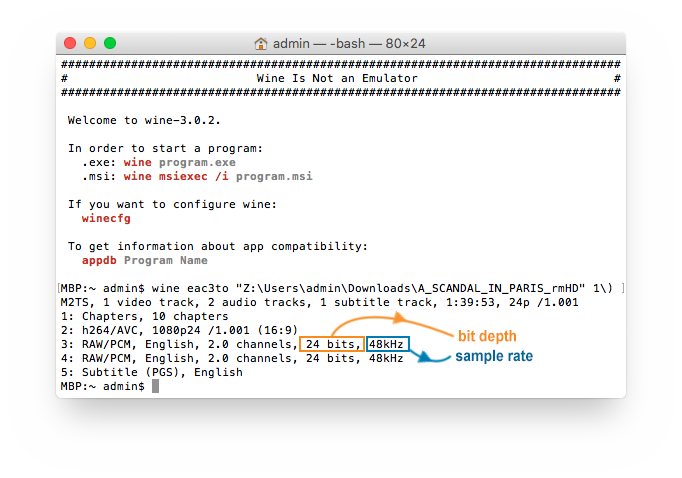 admin — -bash — 80×24
################################################################################
# Wine Is Not an Emulator #
################################################################################
Welcome to wine-3.0.2.
In order to start a program:
.exe: wine program.exe
.msi: wine msiexec /i program.msi
If you want to configure wine:
winecfg
To get information about app compatibility:
appdb Program Name
[MBP:~ admin$ wine eac3to "Z:\Users\admin\Downloads\A_SCANDAL_IN_PARIS_rmHD" 1\) ]
M2TS, 1 video track, 2 audio tracks, 1 subtitle track, 1:39:53, 24p /1.001
1: Chapters, 10 chapters
2: h264/AVC, 1080p24 /1.001 (16:9)
3: RAW/PCM, English, 2.0 channels, 24 bits, 48kHz
bit depth
sample rate
4: RAW/PCM, English, 2.0 channels, 24 bits, 48kHz
5: Subtitle (PGS), English
MBP:~ admin$